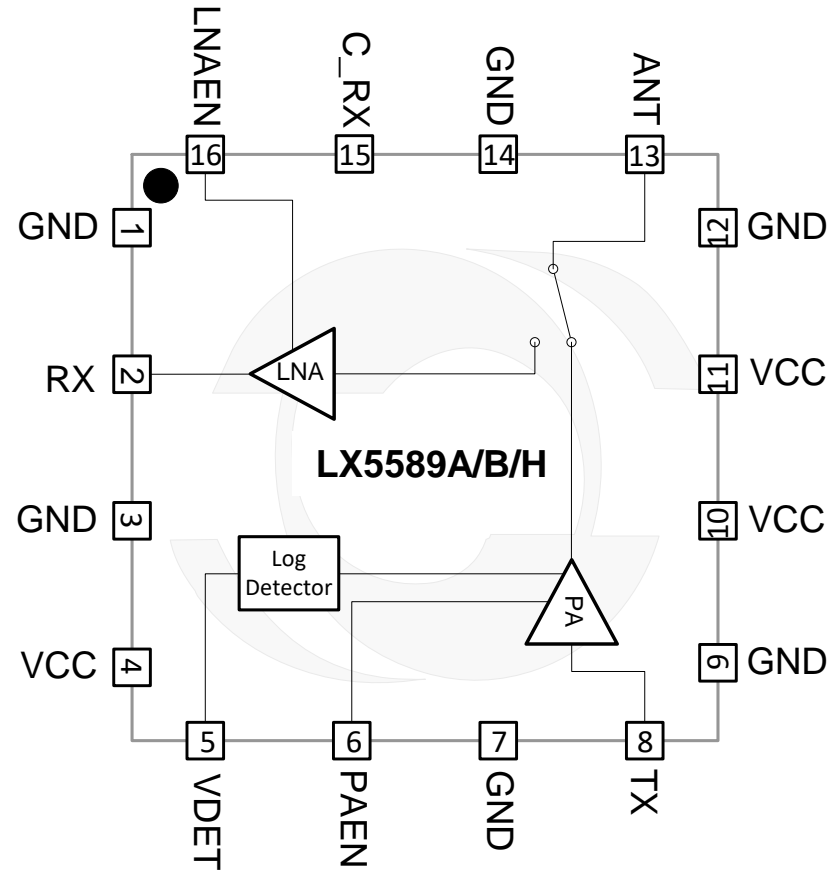 LNAEN
C_RX
GND
ANT
16
15
14
13
GND
1
12
GND
RX
2
LNA
11
VCC
LX5589A/B/H
GND
3
10
VCC
Log
Detector
PA
VCC
4
9
GND
5
6
7
8
VDET
PAEN
GND
TX